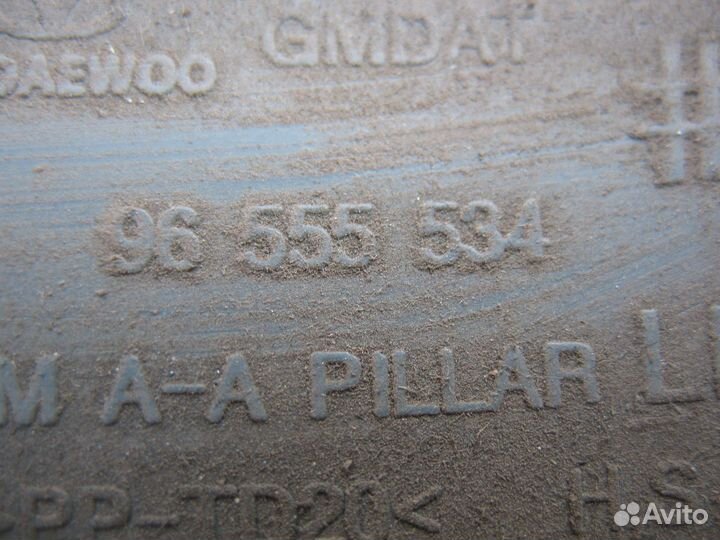 GMDAT
DAEWOO
96 555 534
M A-A PILLAR
>PP-TD20<
H.S
Avito